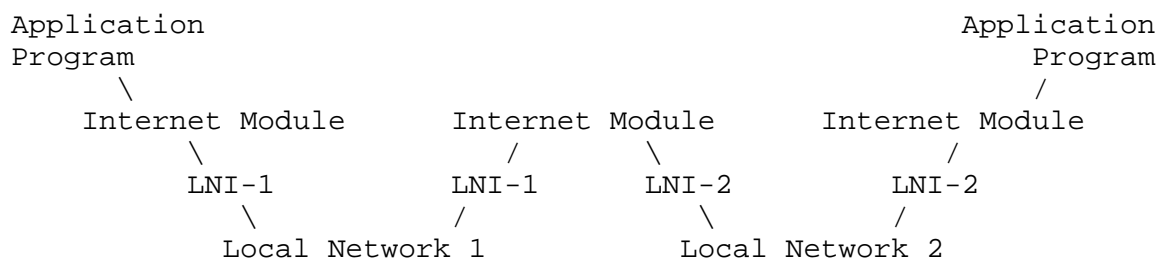 Application Application
Program Program
Internet Module Internet Module Internet Module
LNI-1 LNI-1 LNI-2 LNI-2
Local Network 1 Local Network 2